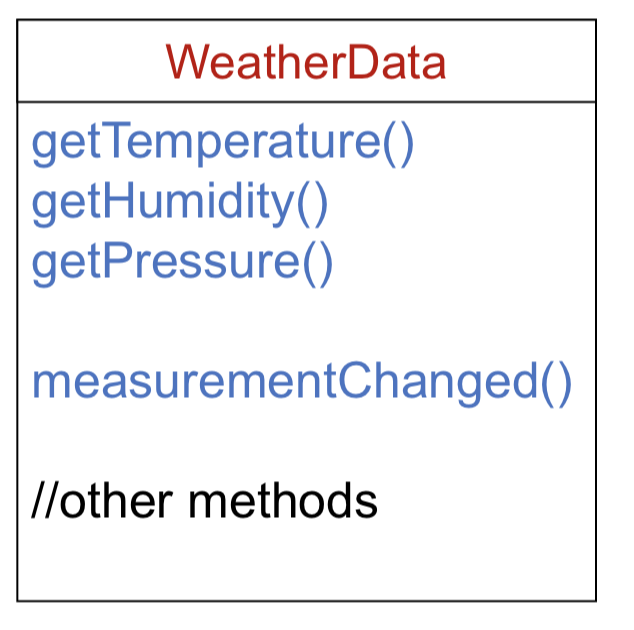 WeatherData
getTemperature()
getHumidity()
getPressure()
measurementChanged()
//other methods